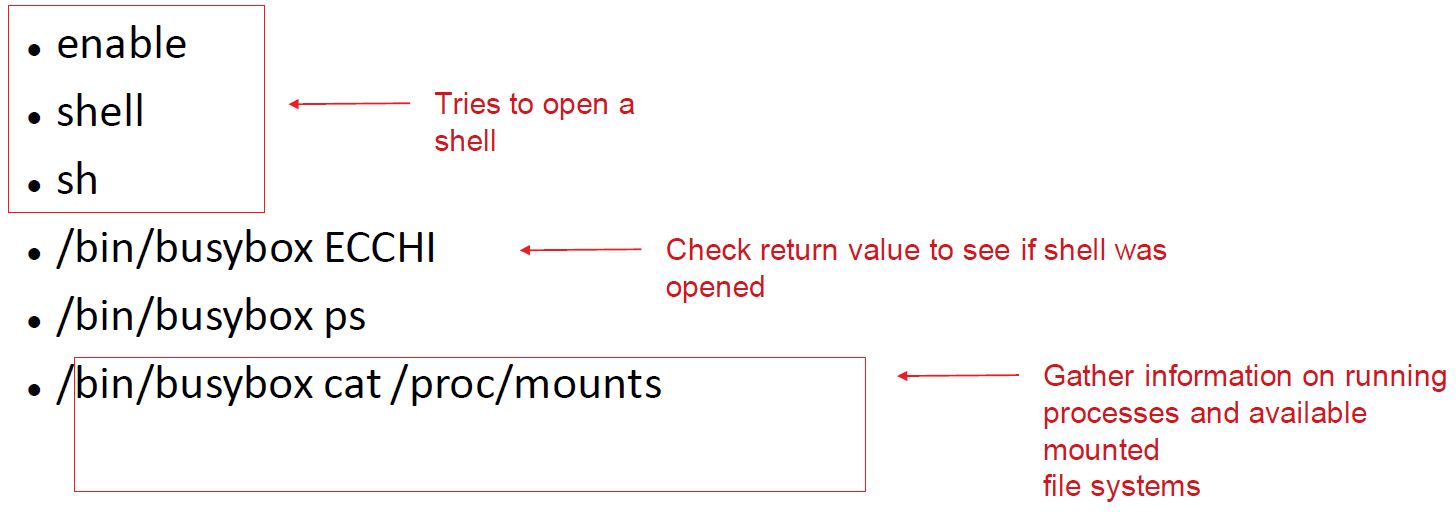 • enable
• shell
Tries to open a
shell
• sh
• /bin/busybox ECCHI
Check return value to see if shell was
opened
• /bin/busybox ps
• /bin/busybox cat /proc/mounts
Gather information on running
processes and available
mounted
file systems